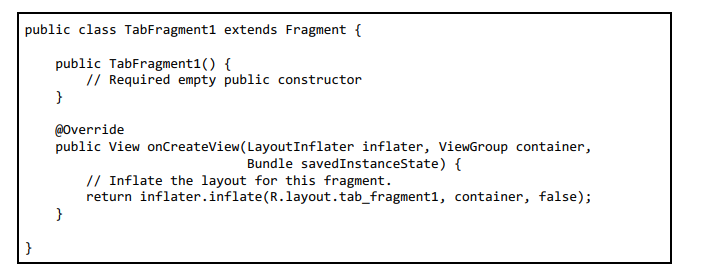 public class TabFragment1 extends Fragment {
public TabFragment1() {
// Required empty public constructor
}
@Override
public View onCreateView(LayoutInflater inflater, ViewGroup container,
Bundle savedInstanceState) {
// Inflate the layout for this fragment.
return inflater.inflate(R.layout.tab_fragment1, container, false);
}
}